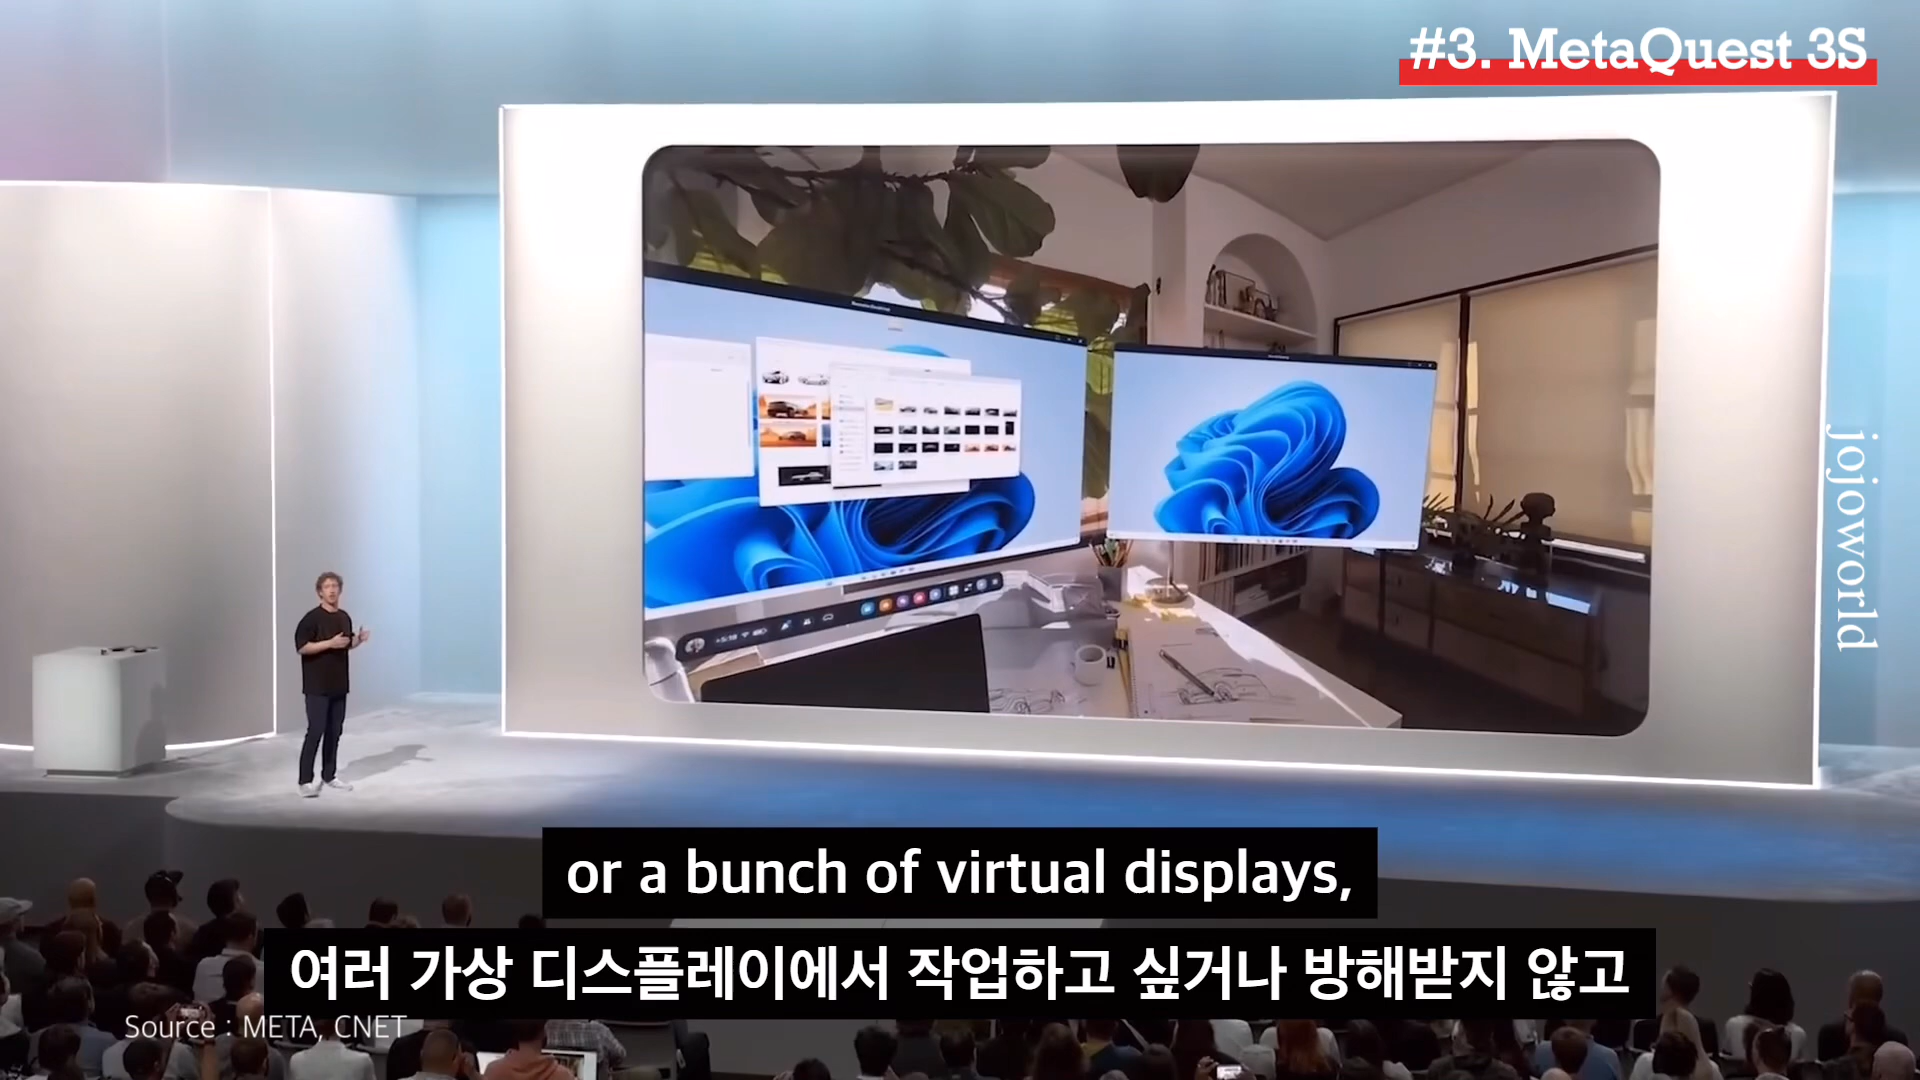 #3. MetaQuest 3S
jojoworld
or a bunch of virtual displays,
여러 가상 디스플레이에서 작업하고 싶거나 방해받지 않고
Source : META, CNET